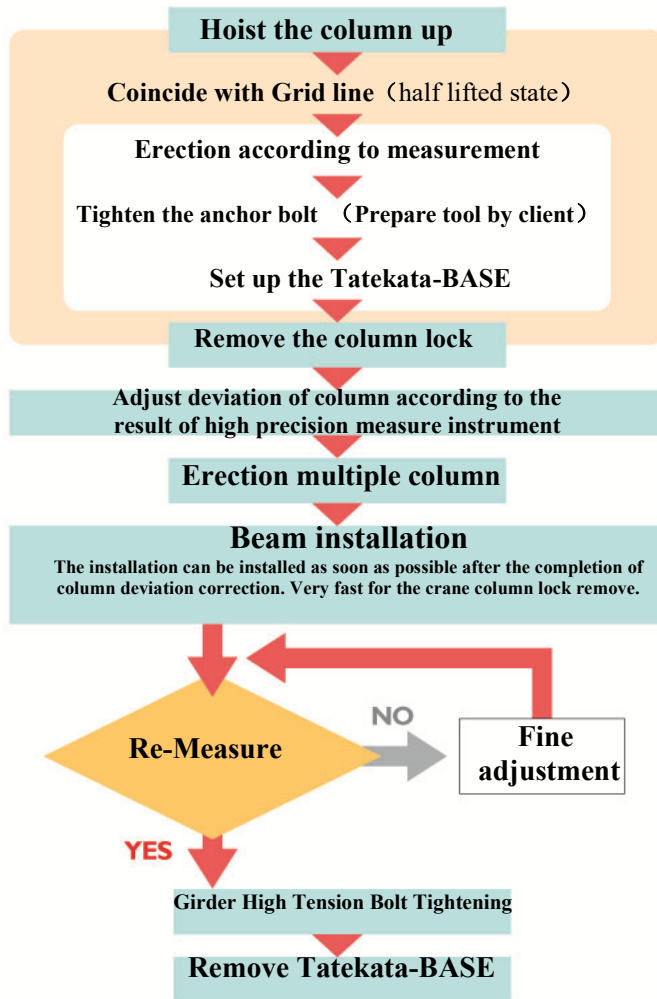 Hoist the column up
Coincide with Grid line（half lifted state）
Erection according to measurement
Tighten the anchor bolt （Prepare tool by client）
Set up the Tatekata-BASE
Remove the column lock
Adjust deviation of column according to the
result of high precision measure instrument
Erection multiple column
Beam installation
The installation can be installed as soon as possible after the completion of
column deviation correction. Very fast for the crane column lock remove.
Re-Measure
NO
Fine
adjustment
YES
Girder High Tension Bolt Tightening
Remove Tatekata-BASE